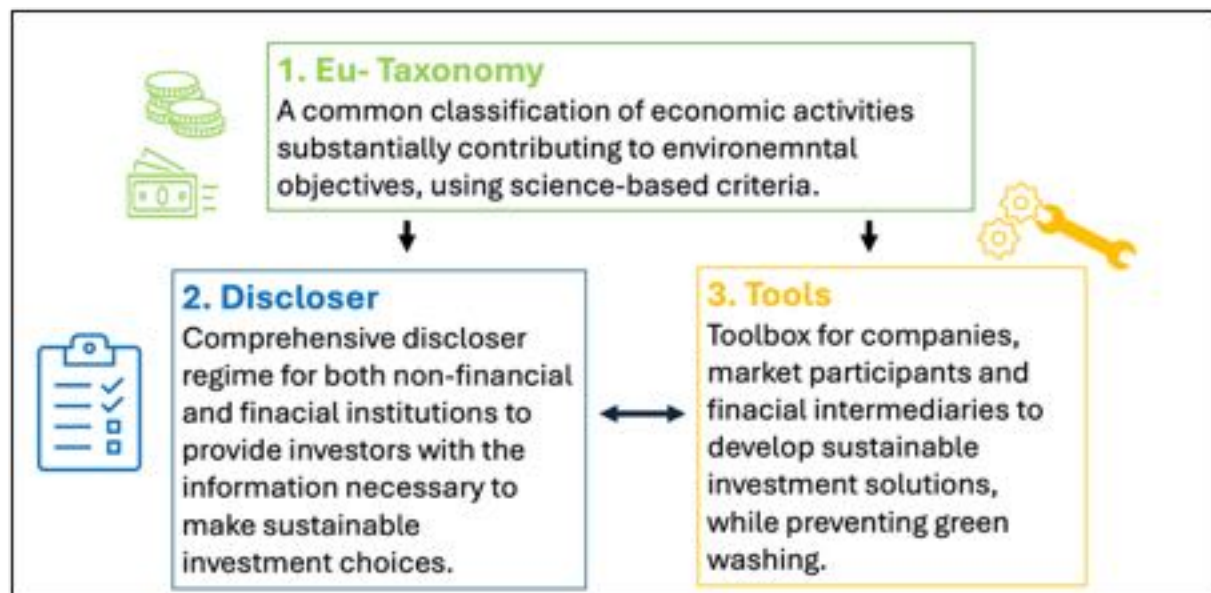 1. Eu- Taxonomy
A common classification of economic activities
substantially contributing to environemntal
objectives, using science-based criteria.
2. Discloser
Comprehensive discloser
regime for both non-financial
and finacial institutions to
provide investors with the
information necessary to
make sustainable
investment choices.
3. Tools
Toolbox for companies,
market participants and
finacial intermediaries to
develop sustainable
investment solutions,
while preventing green
washing.